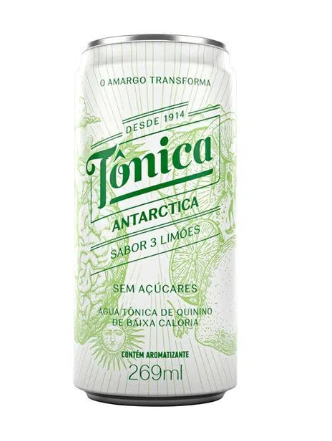 O AMARGO TRANSFORMA
DESDE 1914
Tônica
ANTARCTICA
SABOR 3 LIMÕES
SEM AÇÚCARES
ÁGUA TÔNICA DE QUININO
DE BAIXA CALORIA
CONTÉM AROMATIZANTE
269ml